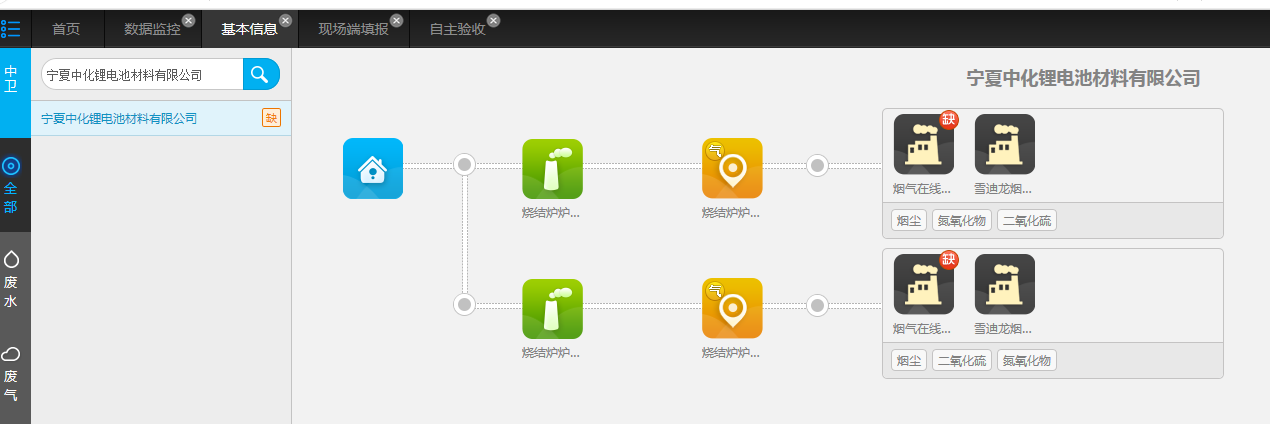 首页 数据监控 基本信息 现场端填报 自主验收
中卫
全部
废水
废气
宁夏中化锂电池材料有限公司
宁夏中化锂电池材料有限公司 缺
宁夏中化锂电池材料有限公司
气 缺
烧结炉炉... 烧结炉炉... 烟气在线... 雪迪龙烟...
烟尘 氮氧化物 二氧化硫
气 缺
烧结炉炉... 烧结炉炉... 烟气在线... 雪迪龙烟...
烟尘 二氧化硫 氮氧化物